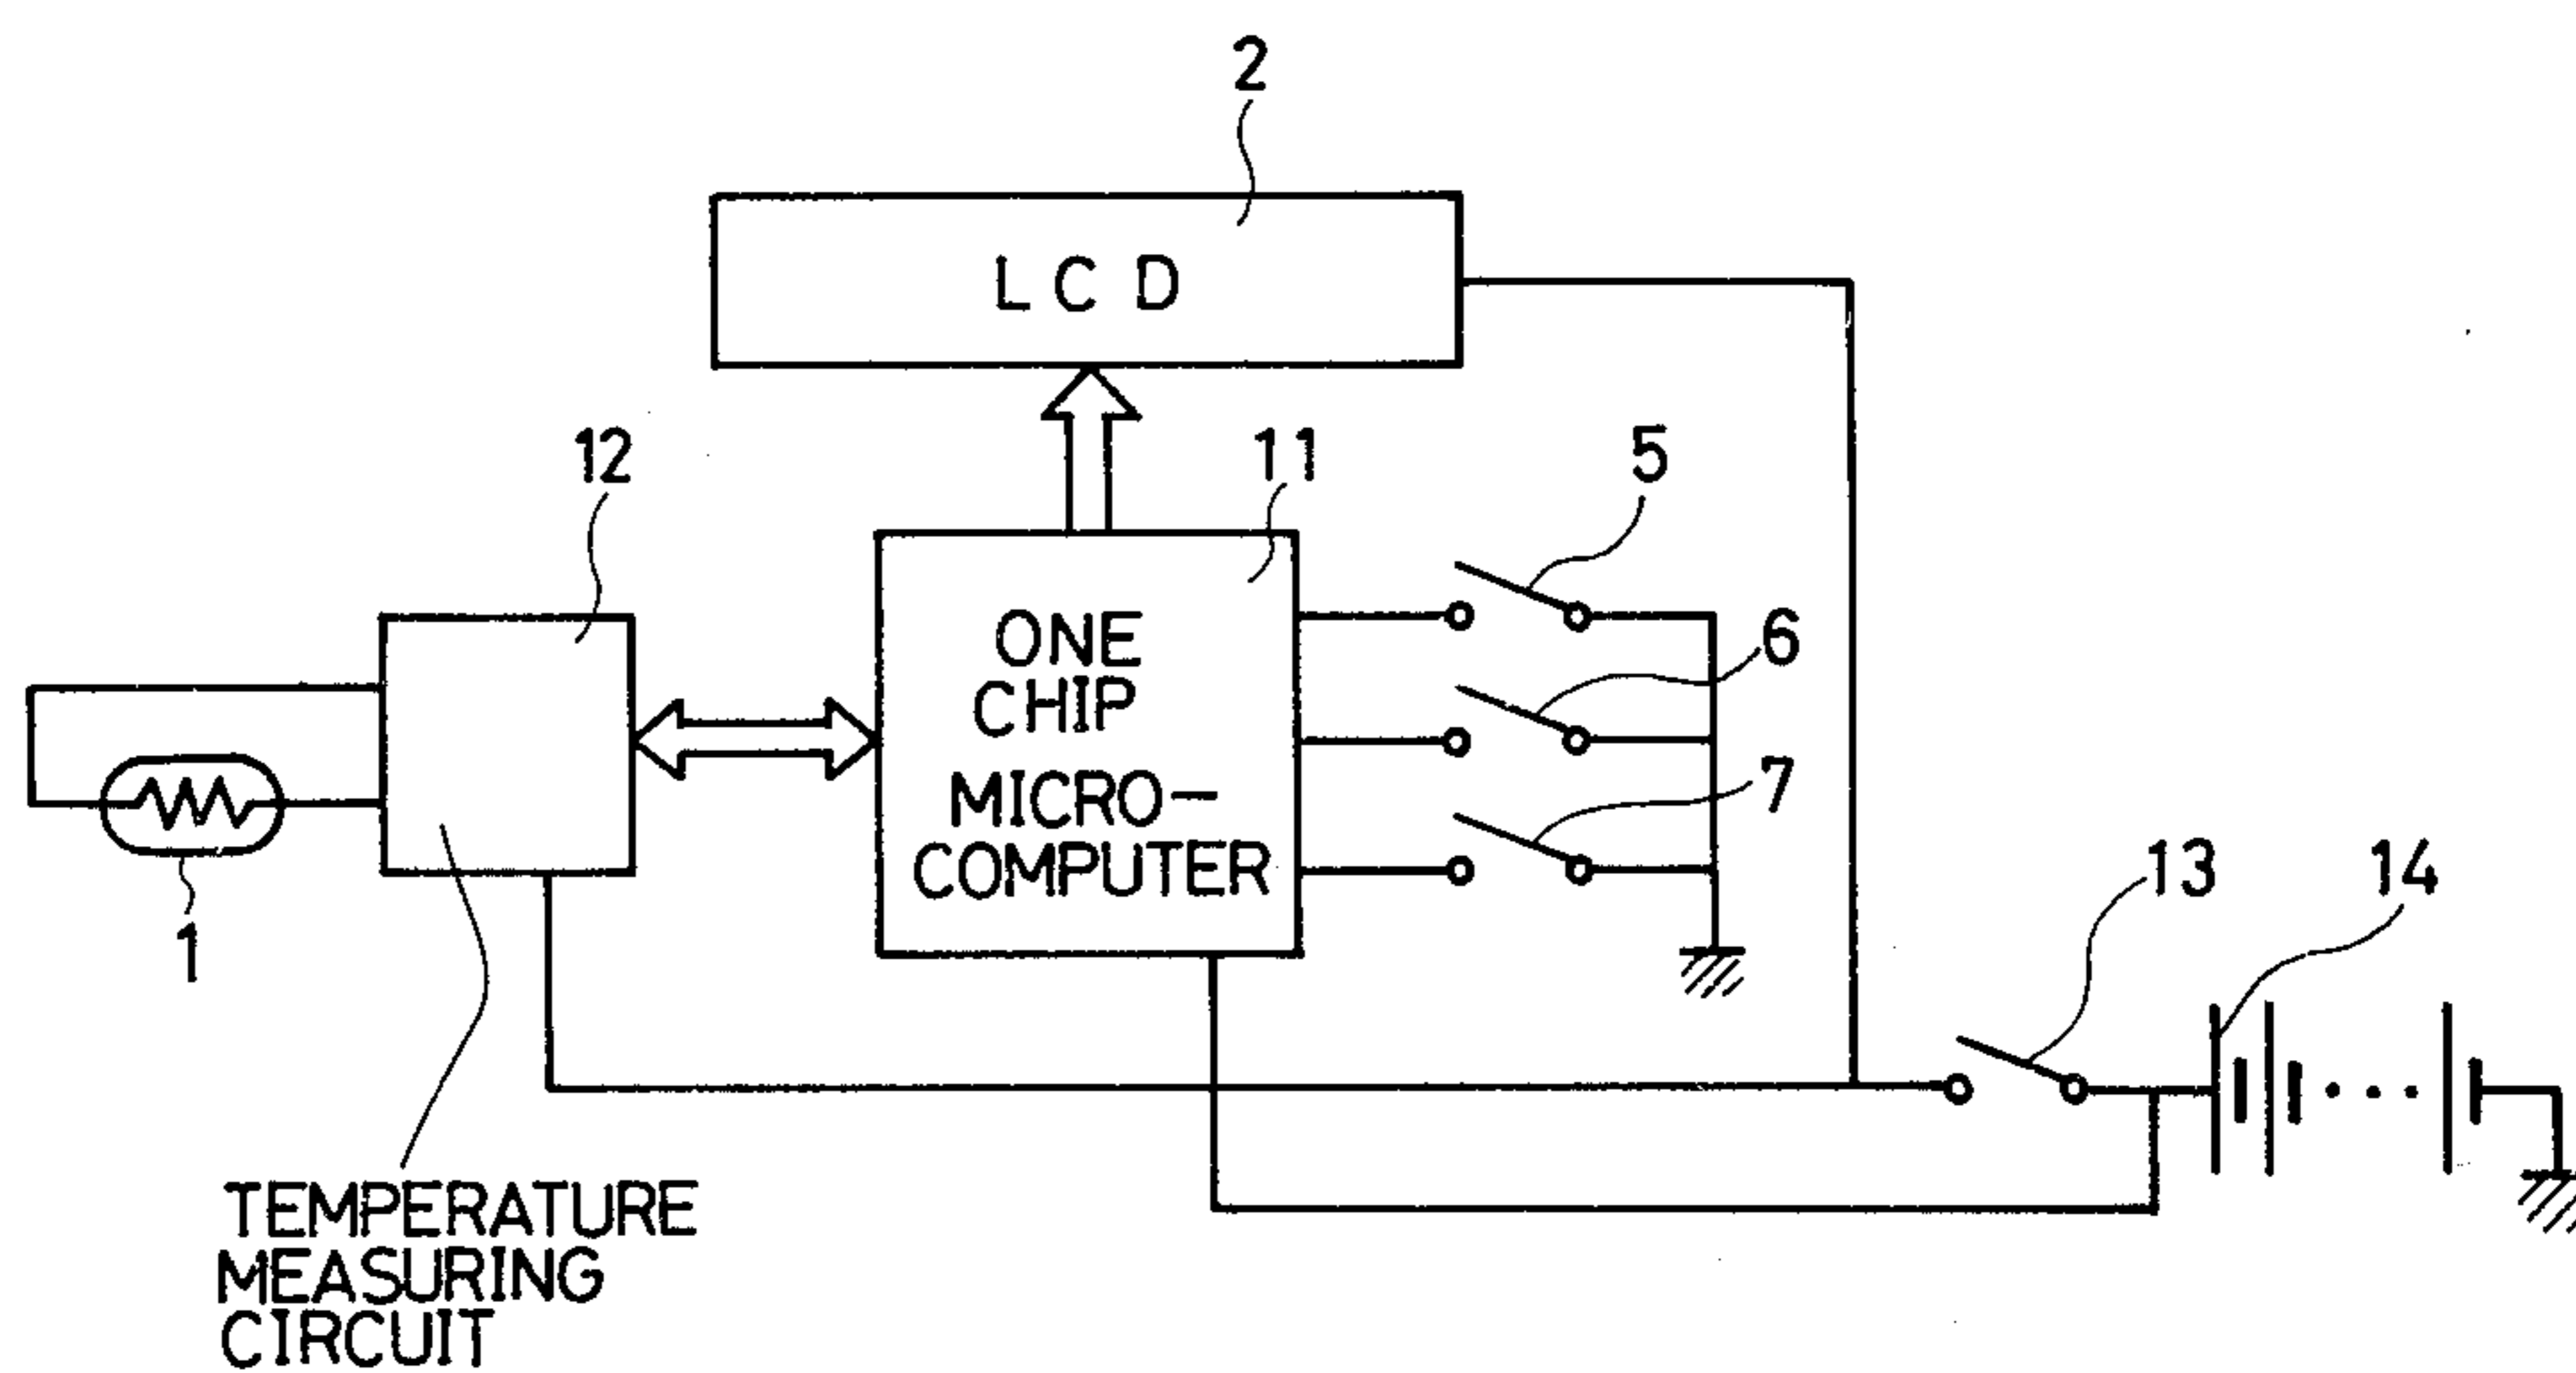 2
L C D
12
11
5
ONE
CHIP
MICRO-
COMPUTER
6
7
1
13
14
TEMPERATURE
MEASURING
CIRCUIT